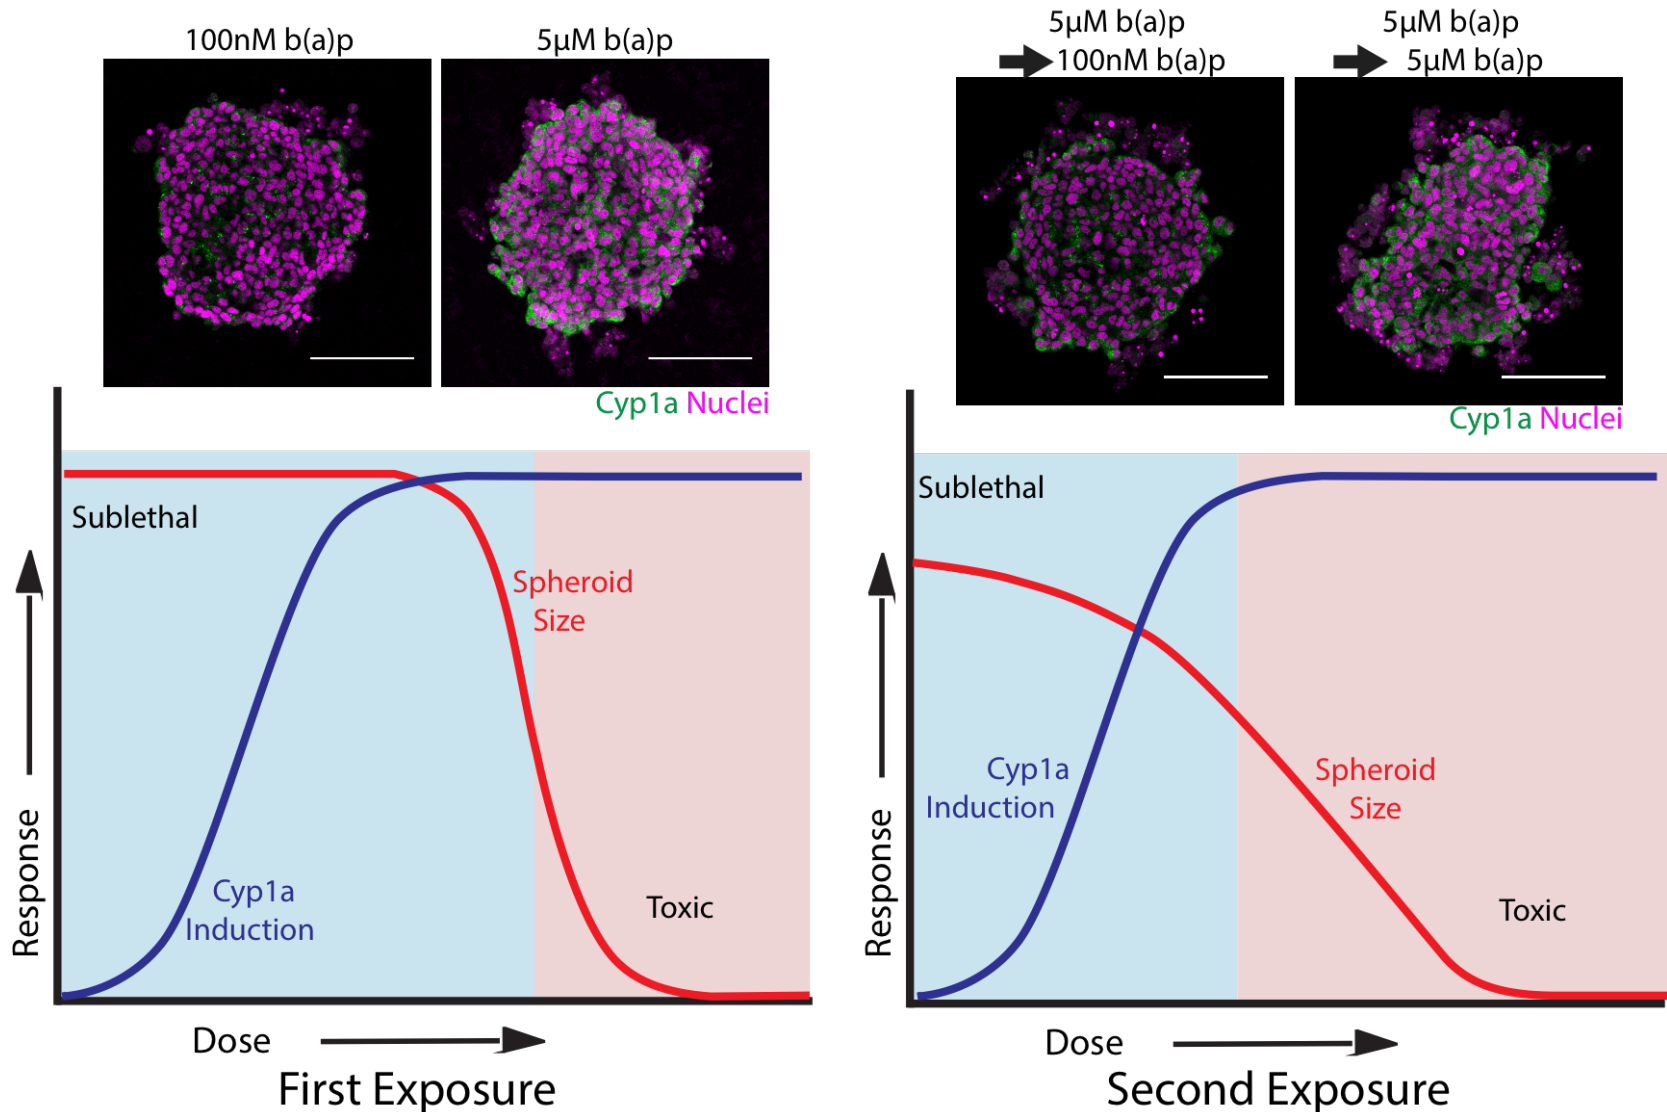 100nM b(a)p
5µM b(a)p
Cyp1a Nuclei
Sublethal
Spheroid
Size
Cyp1a
Induction
Toxic
Response
Dose
First Exposure
5µM b(a)p
100nM b(a)p
5µM b(a)p
5µM b(a)p
Cyp1a Nuclei
Sublethal
Cyp1a
Induction
Spheroid
Size
Toxic
Response
Dose
Second Exposure